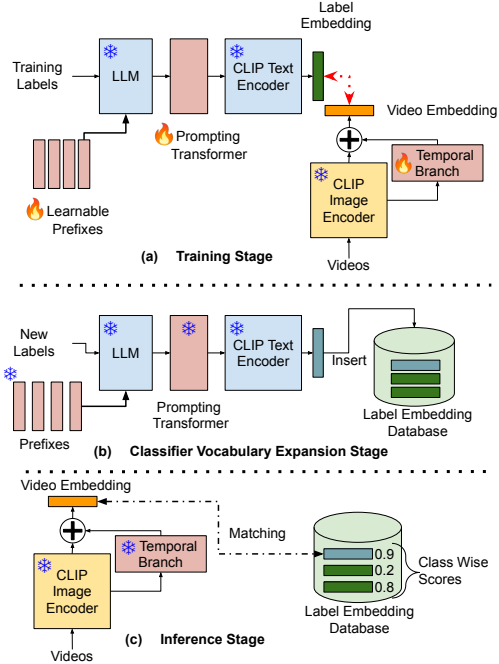 Label
Embedding
Training
Labels
LLM
CLIP Text
Encoder
Video Embedding
Prompting
Transformer
Temporal
Branch
CLIP
Image
Encoder
Learnable
Prefixes
(a) Training Stage
Videos
New
Labels
LLM
CLIP Text
Encoder
Insert
Prefixes
Prompting
Transformer
Label Embedding
Database
(b) Classifier Vocabulary Expansion Stage
Video Embedding
Matching
Temporal
Branch
CLIP
Image
Encoder
0.9
0.2
0.8
Class Wise
Scores
Label Embedding
Database
(c) Inference Stage
Videos